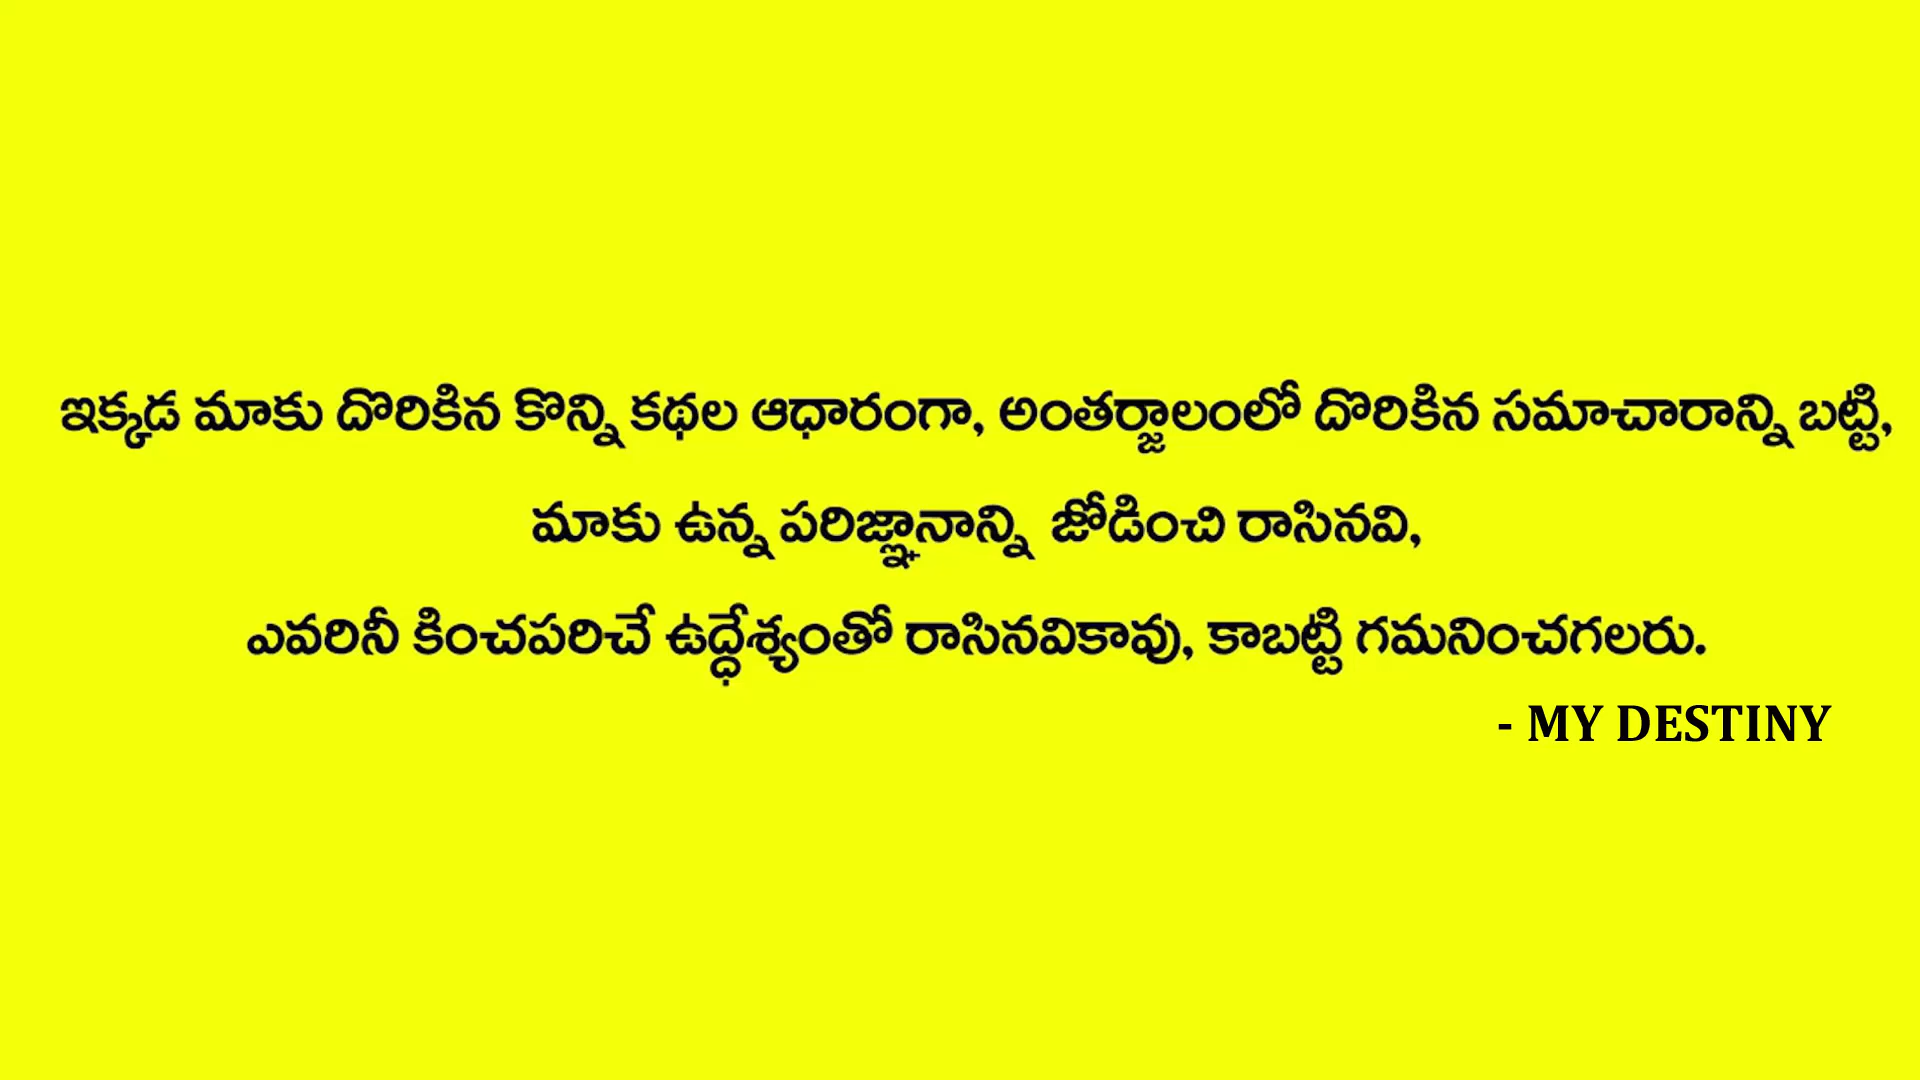 ఇక్కడ మాకు దొరికిన కొన్ని కథల ఆధారంగా, అంతర్జాలంలో దొరికిన సమాచారాన్ని బట్టి,
మాకు ఉన్న పరిజ్ఞానాన్ని జోడించి రాసినవి,
ఎవరినీ కించపరిచే ఉద్ధేశ్యంతో రాసినవికావు, కాబట్టి గమనించగలరు.
- MY DESTINY